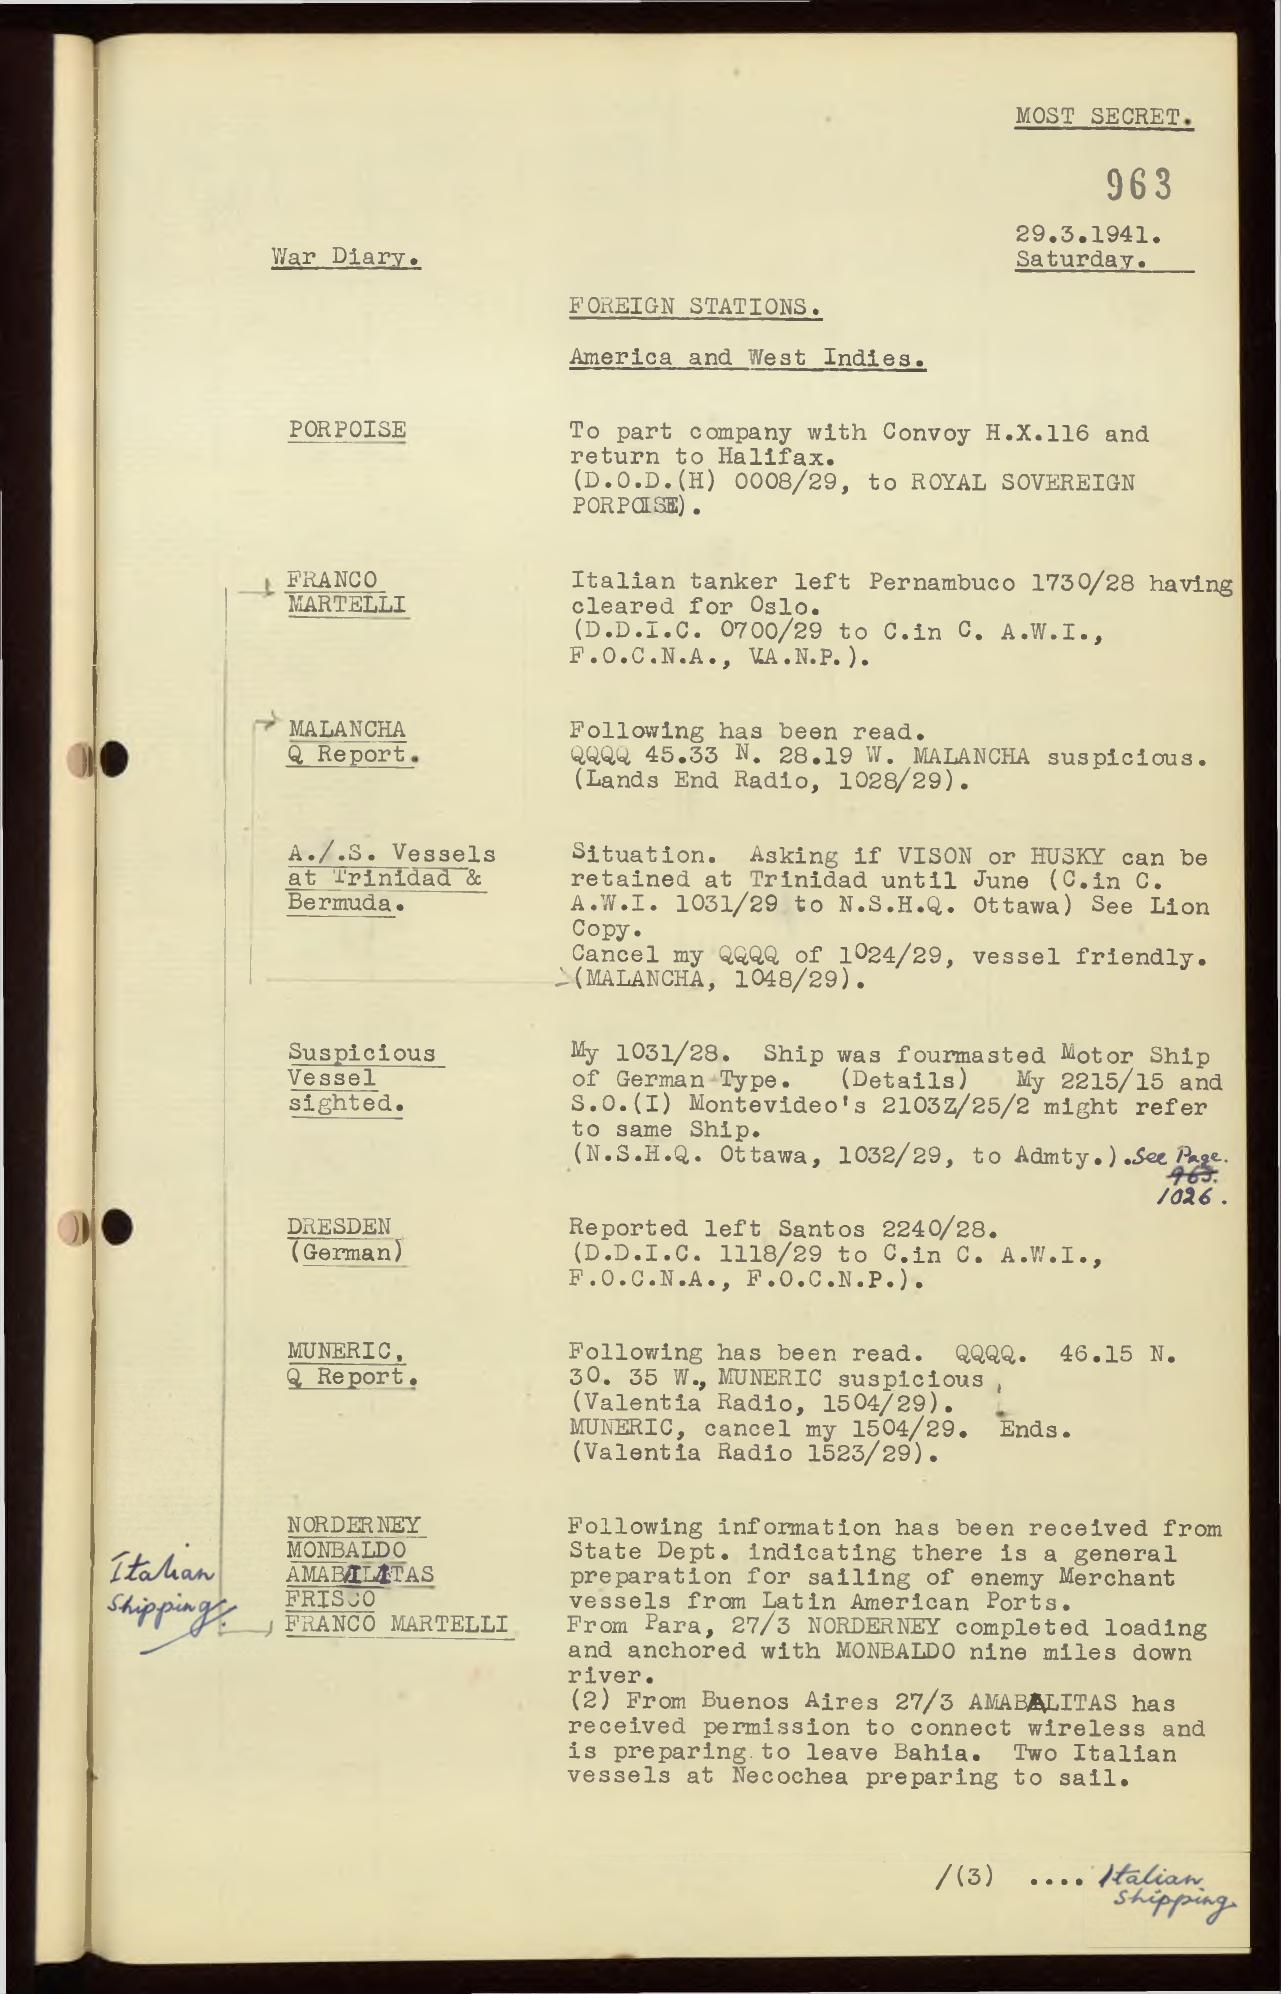 MOST SECRET.
963
29.3.1941.
Saturday.
War Diary.
FOREIGN STATIONS.
America and West Indies.
PORPOISE
To part company with Convoy H.X.116 and
return to Halifax.
(D.O.D.(H) 0008/29, to ROYAL SOVEREIGN
PORPOISE).
FRANCO
MARTELLI
Italian tanker left Pernambuco 1730/28 having
cleared for Oslo.
(D.D.I.C. 0700/29 to C.in C. A.W.I.,
F.O.C.N.A., V.A.N.P.).
MALANCHA
Q Report.
Following has been read.
QQQQ 45.33 N. 28.19 W. MALANCHA suspicious.
(Lands End Radio, 1028/29).
A./.S. Vessels
at Trinidad &
Bermuda.
Situation. Asking if VISON or HUSKY can be
retained at Trinidad until June (C.in C.
A.W.I. 1031/29 to N.S.H.Q. Ottawa) See Lion
Copy.
Cancel my QQQQ of 1024/29, vessel friendly.
(MALANCHA, 1048/29).
Suspicious
Vessel
sighted.
My 1031/28. Ship was fourmasted Motor Ship
of German Type. (Details) My 2215/15 and
S.O.(I) Montevideo's 2103Z/25/2 might refer
to same Ship.
(N.S.H.Q. Ottawa, 1032/29, to Admty.). See Page.
963.
1026.
DRESDEN
(German)
Reported left Santos 2240/28.
(D.D.I.C. 1118/29 to C.in C. A.W.I.,
F.O.C.N.A., F.O.C.N.P.).
MUNERIC.
Q Report.
Following has been read. QQQQ. 46.15 N.
30. 35 W., MUNERIC suspicious
(Valentia Radio, 1504/29).
MUNERIC, cancel my 1504/29. Ends.
(Valentia Radio 1523/29).
NORDERNEY
MONBALDO
AMABILITAS
FRISCO
FRANCO MARTELLI
Italian
Shipping.
Following information has been received from
State Dept. indicating there is a general
preparation for sailing of enemy Merchant
vessels from Latin American Ports.
From Para, 27/3 NORDERNEY completed loading
and anchored with MONBALDO nine miles down
river.
(2) From Buenos Aires 27/3 AMABALITAS has
received permission to connect wireless and
is preparing to leave Bahia. Two Italian
vessels at Necochea preparing to sail.
/(3) .... Italian
Shipping